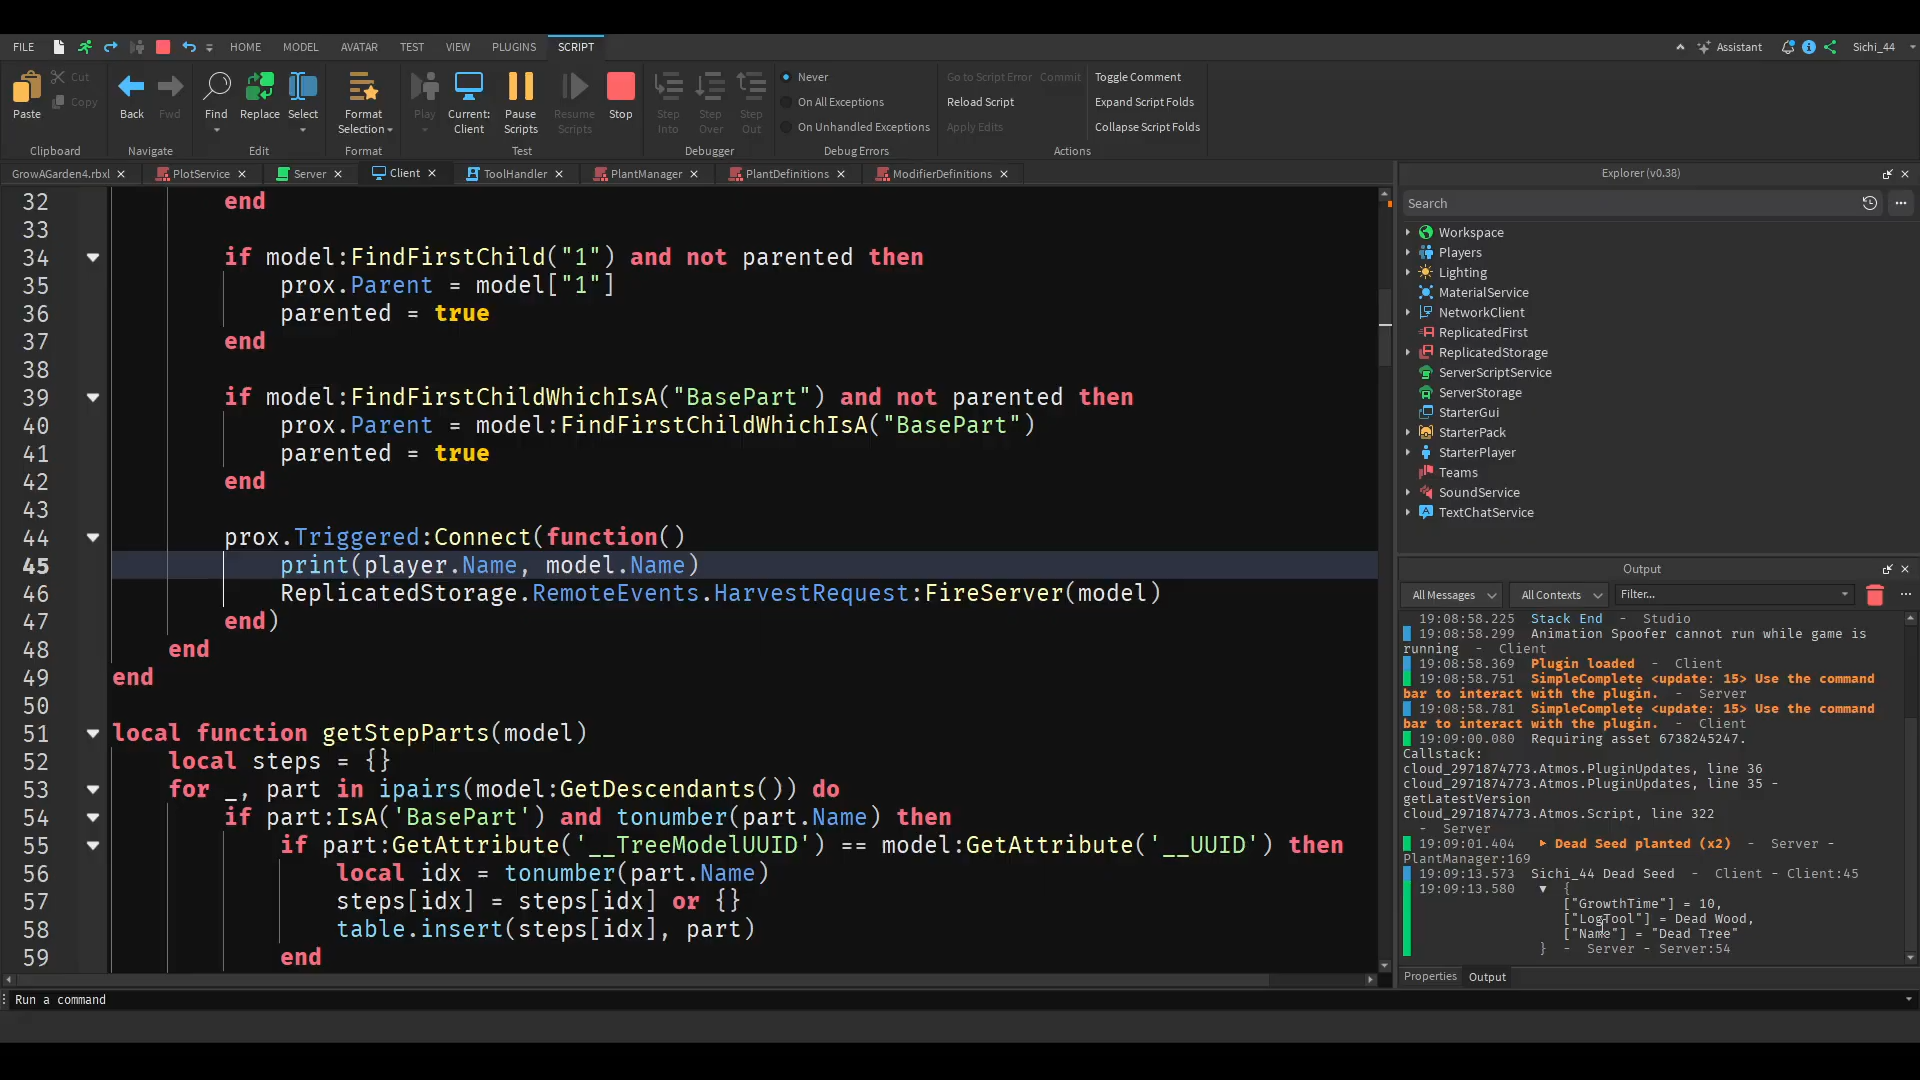 FILE HOME MODEL AVATAR TEST VIEW PLUGINS SCRIPT Assistant Sichi_44
Paste Cut Copy
Clipboard
Back Fwd
Navigate
Find Replace Select
Edit
Format Selection
Format
Play Current: Client Pause Scripts Resume Scripts Stop
Test
Step Into Step Over Step Out
Debugger
Never
On All Exceptions
On Unhandled Exceptions
Debug Errors
Go to Script Error Commit Toggle Comment
Reload Script Expand Script Folds
Apply Edits Collapse Script Folds
Actions
GrowAGarden4.rbxl PlotService Server Client ToolHandler PlantManager PlantDefinitions ModifierDefinitions
32 end
33
34 if model:FindFirstChild("1") and not parented then
35 prox.Parent = model["1"]
36 parented = true
37 end
38
39 if model:FindFirstChildWhichIsA("BasePart") and not parented then
40 prox.Parent = model:FindFirstChildWhichIsA("BasePart")
41 parented = true
42 end
43
44 prox.Triggered:Connect(function()
45 print(player.Name, model.Name)
46 ReplicatedStorage.RemoteEvents.HarvestRequest:FireServer(model)
47 end)
48 end
49 end
50
51 local function getStepParts(model)
52 local steps = {}
53 for _, part in ipairs(model:GetDescendants()) do
54 if part:IsA('BasePart') and tonumber(part.Name) then
55 if part:GetAttribute('__TreeModelUUID') == model:GetAttribute('__UUID') then
56 local idx = tonumber(part.Name)
57 steps[idx] = steps[idx] or {}
58 table.insert(steps[idx], part)
59 end
Run a command
Explorer (v0.38)
Search
Workspace
Players
Lighting
MaterialService
NetworkClient
ReplicatedFirst
ReplicatedStorage
ServerScriptService
ServerStorage
StarterGui
StarterPack
StarterPlayer
Teams
SoundService
TextChatService
Output
All Messages All Contexts Filter...
19:08:58.225 Stack End - Studio
19:08:58.299 Animation Spoofer cannot run while game is
running - Client
19:08:58.369 Plugin loaded - Client
19:08:58.751 SimpleComplete <update: 15> Use the command
bar to interact with the plugin. - Server
19:08:58.781 SimpleComplete <update: 15> Use the command
bar to interact with the plugin. - Client
19:09:00.080 Requiring asset 6738245247.
Callstack:
cloud_2971874773.Atmos.PluginUpdates, line 36
cloud_2971874773.Atmos.PluginUpdates, line 35 -
getLatestVersion
cloud_2971874773.Atmos.Script, line 322
- Server
19:09:01.404 Dead Seed planted (x2) - Server -
PlantManager:169
19:09:13.573 Sichi_44 Dead Seed - Client - Client:45
19:09:13.580 {
["GrowthTime"] = 10,
["LogTool"] = Dead Wood,
["Name"] = "Dead Tree"
} - Server - Server:54
Properties Output